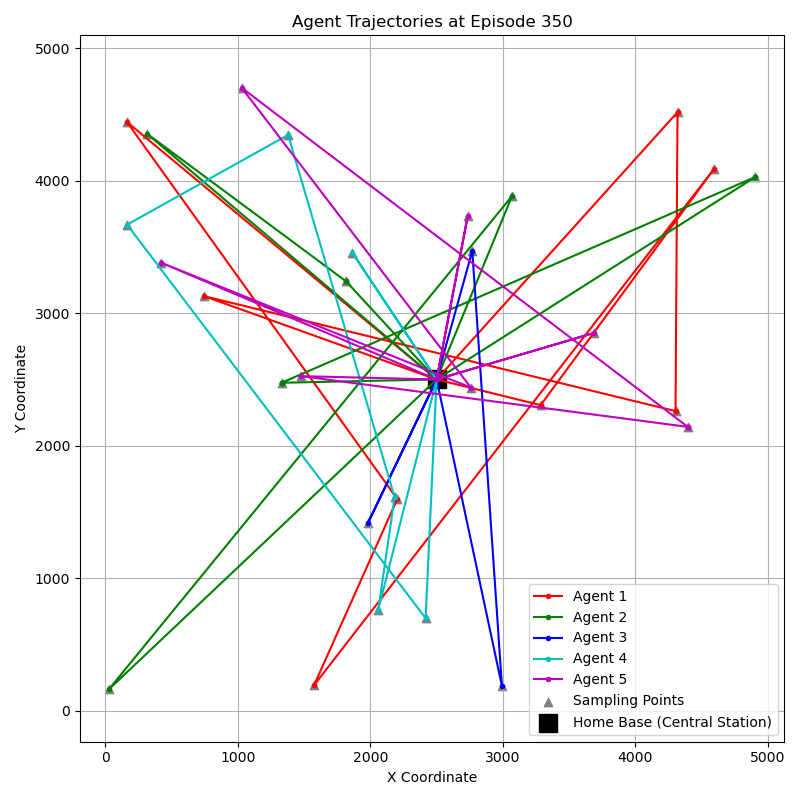 Agent Trajectories at Episode 350
5000
4000
3000
2000
1000
0
Y Coordinate
0 1000 2000 3000 4000 5000
X Coordinate
Agent 1
Agent 2
Agent 3
Agent 4
Agent 5
Sampling Points
Home Base (Central Station)